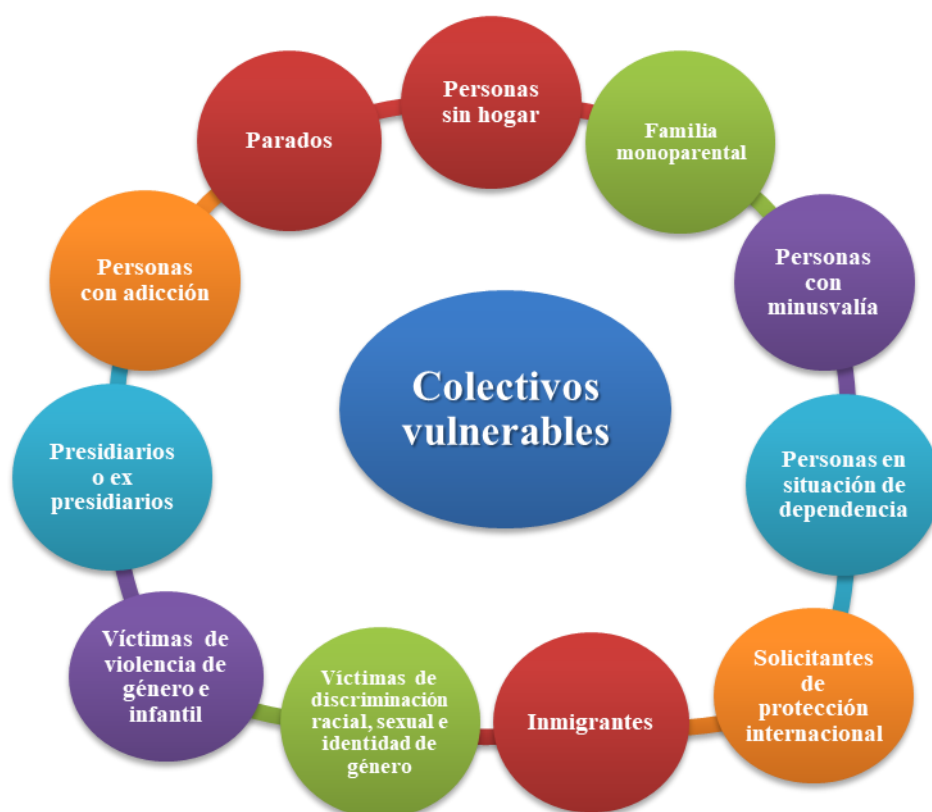 Personas
sin hogar
Familia
monoparental
Personas
con
minusvalía
Personas en
situación de
dependencia
Solicitantes
de
protección
internacional
Inmigrantes
Víctimas de
discriminación
racial, sexual e
identidad de
género
Víctimas de
violencia de
género e
infantil
Presidiarios
o ex
presidiarios
Personas
con adicción
Parados
Colectivos
vulnerables